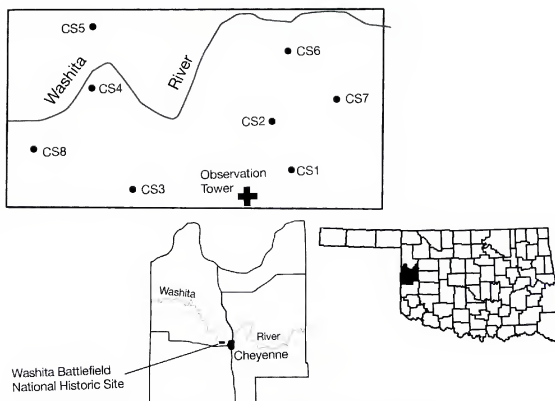 CS5
CS6
Washita
River
CS4
CS7
CS2
CS8
Observation
Tower
CS1
CS3
Washita
River
Cheyenne
Washita Battlefield
National Historic Site